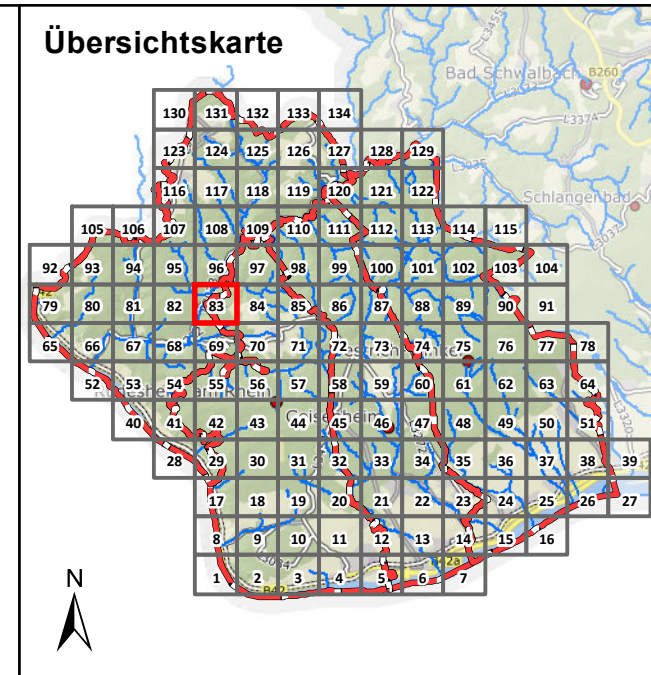 Übersichtskarte
L3455
Bad Schwalbach
B260
L3374
130 131 132 133 134
123 124 125 126 127 128 129
L3035
116 117 118 119 120 121 122
Schlangenbad
105 106 107 108 109 110 111 112 113 114 115
L3037
92 93 94 95 96 97 98 99 100 101 102 103 104
79 80 81 82 83 84 85 86 87 88 89 90 91
65 66 67 68 69 70 71 72 73 74 75 76 77 78
52 53 54 55 56 57 58 59 60 61 62 63 64
40 41 42 43 44 45 46 47 48 49 50 51
Geisenheim
L3320
28 29 30 31 32 33 34 35 36 37 38 39
17 18 19 20 21 22 23 24 25 26 27
8 9 10 11 12 13 14 15 16
L3034
N
1 2 3 4 5 6 7
B42
B42a